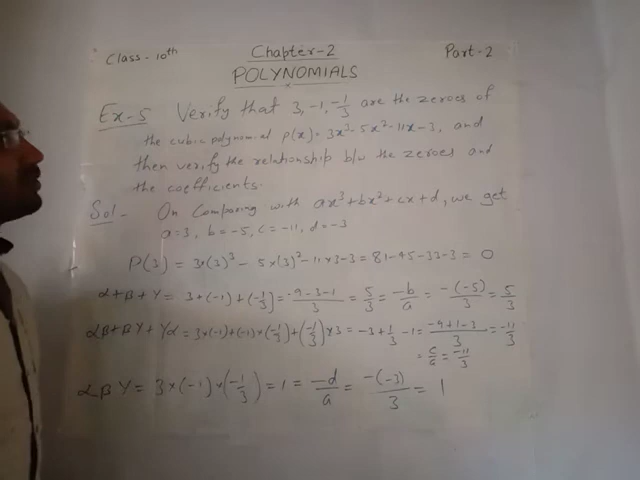 Class-10th
Chapter-2
Part-2
POLYNOMIALS
Ex-5 Verify that 3, -1, -1/3 are the zeroes of
the cubic polynomial p(x)=3x³-5x²-11x-3, and
then verify the relationship b/w the zeroes and
the coefficients.
Sol- On Comparing with ax³+bx²+cx+d, we get
a=3, b=-5, c=-11, d=-3
P(3) = 3×(3)³ - 5×(3)² - 11×3-3 = 81-45-33-3 = 0
α+β+γ = 3+(-1)+(-1/3) = -9-3-1/3 = 5/3 = -b/a = -(-5)/3 = 5/3
αβ+βγ+γα = 3×(-1)+(-1)×(-1/3)+(-1/3)×3 = -3+1/3-1 = -9+1-3/3 = -11/3
= c/a = -11/3
αβγ = 3×(-1)×(-1/3) = 1 = -d/a = -(-3)/3 = 1